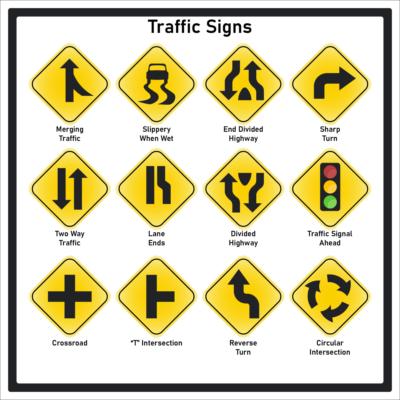 Traffic Signs
Merging
Traffic
Slippery
When Wet
End Divided
Highway
Sharp
Turn
Two Way
Traffic
Lane
Ends
Divided
Highway
Traffic Signal
Ahead
Crossroad
"T" Intersection
Reverse
Turn
Circular
Intersection